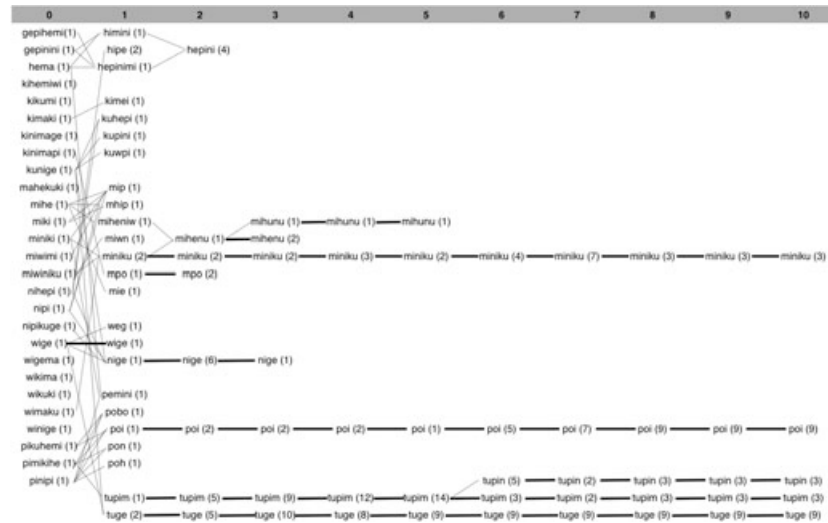 0 1 2 3 4 5 6 7 8 9 10
gepihemi(1) himini (1)
gepinini (1) hipe (2) hepini (4)
hema (1) hepinimi (1)
kihemiwi (1)
kikumi (1)
kimaki (1) kimei (1)
kuhepi (1)
kinimage (1) kupini (1)
kinimapi (1) kuwpi (1)
kunige (1)
mahekuki (1) mip (1)
mihe (1) mhip (1)
miki (1) miheniw (1) mihunu (1) mihunu (1) mihunu (1)
miniki (1) miwn (1) mihenu (1) mihenu (2)
miwimi (1) miniku (2) miniku (2) miniku (2) miniku (3) miniku (2) miniku (4) miniku (7) miniku (3) miniku (3) miniku (3)
miwiniku (1) mpo (1) mpo (2)
nihepi (1) mie (1)
nipi (1)
nipikuge (1) weg (1)
wige (1) wige (1)
wigema (1) nige (1) nige (6) nige (1)
wikima (1)
wikuki (1) pemini (1)
wimaku (1) pobo (1)
winige (1) poi (1) poi (2) poi (2) poi (2) poi (1) poi (5) poi (7) poi (9) poi (9) poi (9)
pikuhemi (1) pon (1)
pimikihe (1) poh (1)
pinipi (1) tupin (5) tupin (2) tupin (3) tupin (3) tupin (3)
tupim (1) tupim (5) tupim (9) tupim (12) tupim (14) tupim (3) tupim (2) tupim (3) tupim (3) tupim (3)
tuge (2) tuge (5) tuge (10) tuge (8) tuge (9) tuge (9) tuge (9) tuge (9) tuge (9) tuge (9)